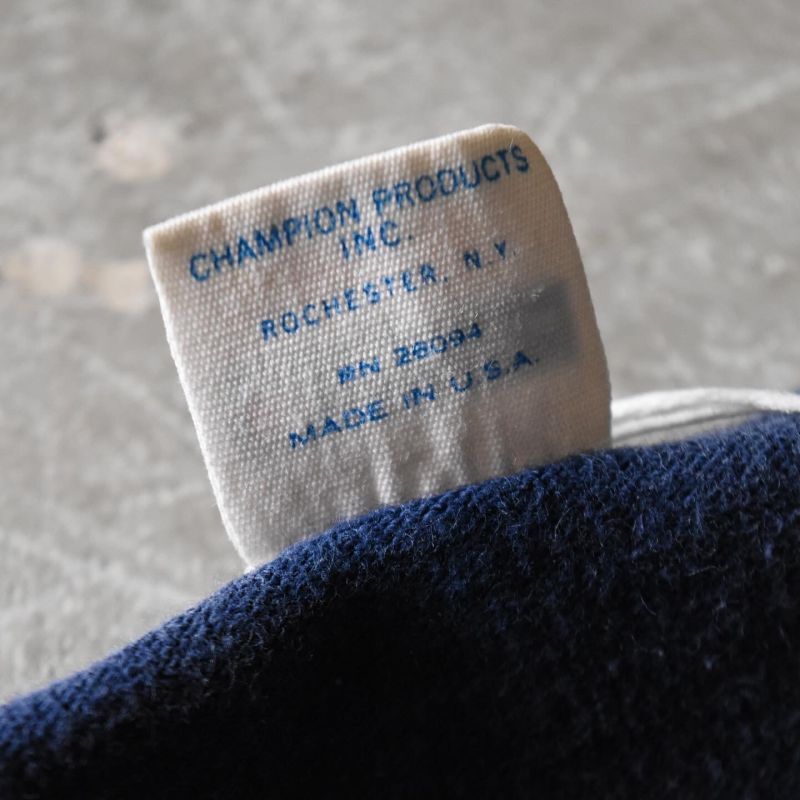 CHAMPION PRODUCTS
INC.
ROCHESTER, N.Y.
RN 26094
MADE IN U.S.A.